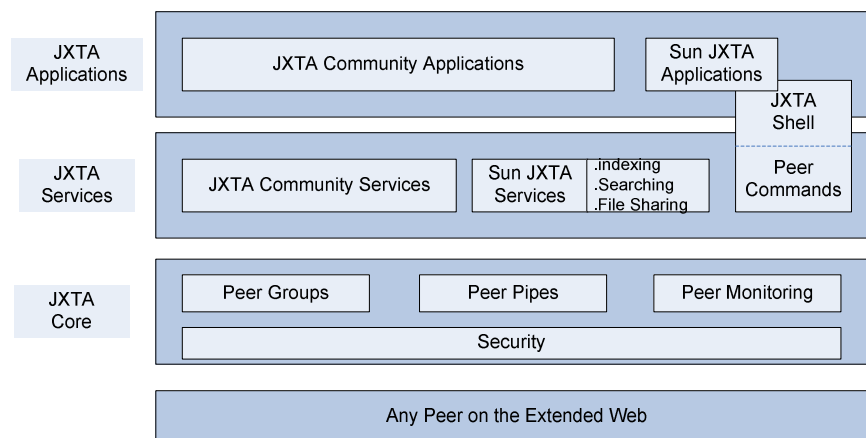 JXTA
Applications
JXTA Community Applications
Sun JXTA
Applications
JXTA
Shell
JXTA
Services
JXTA Community Services
Sun JXTA
Services
.indexing
.Searching
.File Sharing
Peer
Commands
JXTA
Core
Peer Groups
Peer Pipes
Peer Monitoring
Security
Any Peer on the Extended Web